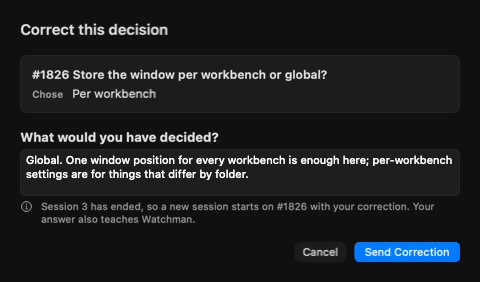 Correct this decision
#1826 Store the window per workbench or global?
Chose Per workbench
What would you have decided?
Global. One window position for every workbench is enough here; per-workbench
settings are for things that differ by folder.
Session 3 has ended, so a new session starts on #1826 with your correction. Your
answer also teaches Watchman.
Cancel Send Correction